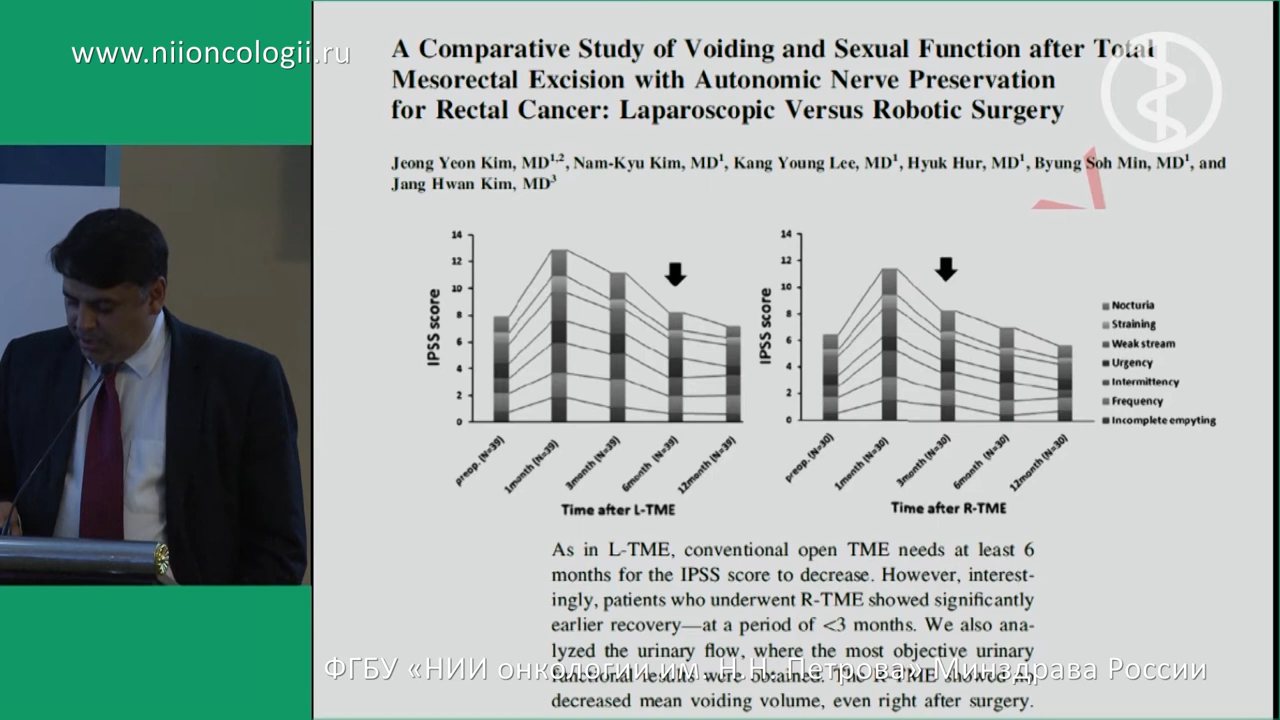 www.niioncologii.ru
A Comparative Study of Voiding and Sexual Function after Total
Mesorectal Excision with Autonomic Nerve Preservation
for Rectal Cancer: Laparoscopic Versus Robotic Surgery
Jeong Yeon Kim, MD1,2, Nam-Kyu Kim, MD1, Kang Young Lee, MD1, Hyuk Hur, MD1, Byung Soh Min, MD1, and
Jang Hwan Kim, MD3
14
12
10
8
6
4
2
0
IPSS score
preop. (N=39)
1month (N=39)
3month (N=39)
6month (N=39)
12month (N=39)
Time after L-TME
14
12
10
8
6
4
2
0
IPSS score
preop. (N=30)
1month (N=30)
3month (N=30)
6month (N=30)
12month (N=30)
Time after R-TME
Nocturia
Straining
Weak stream
Urgency
Intermittency
Frequency
Incomplete empyting
As in L-TME, conventional open TME needs at least 6
months for the IPSS score to decrease. However, interest-
ingly, patients who underwent R-TME showed significantly
earlier recovery—at a period of <3 months. We also ana-
lyzed the urinary flow, where the most objective urinary
functional results were obtained. The R-TME showed no
decreased mean voiding volume, even right after surgery.
ФГБУ «НИИ онкологии им. Н.Н. Петрова» Минздрава России